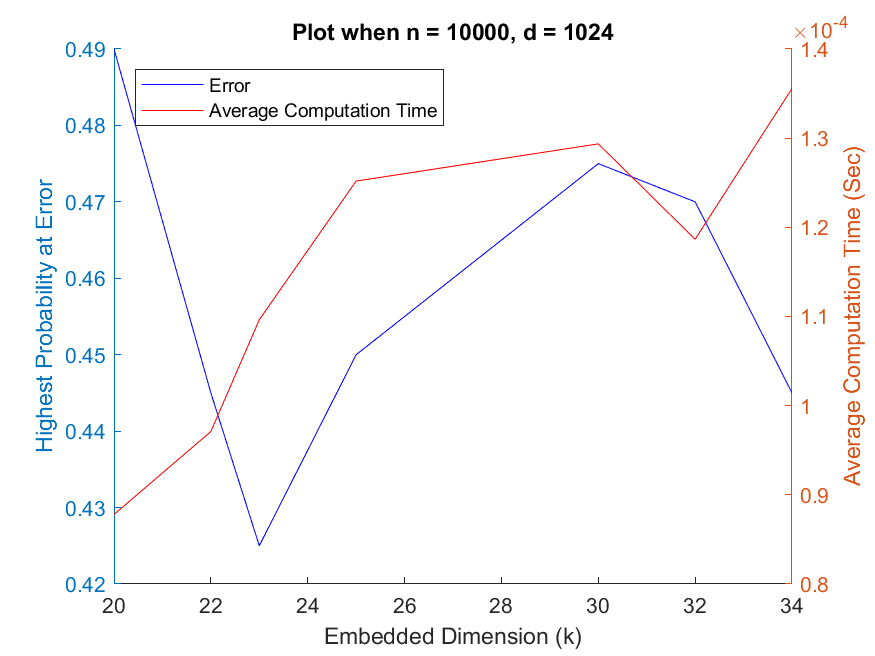 Plot when n = 10000, d = 1024
×10-4
Error
Average Computation Time
Highest Probability at Error
0.49
0.48
0.47
0.46
0.45
0.44
0.43
0.42
1.4
1.3
1.2
1.1
1
0.9
0.8
Average Computation Time (Sec)
20 22 24 26 28 30 32 34
Embedded Dimension (k)